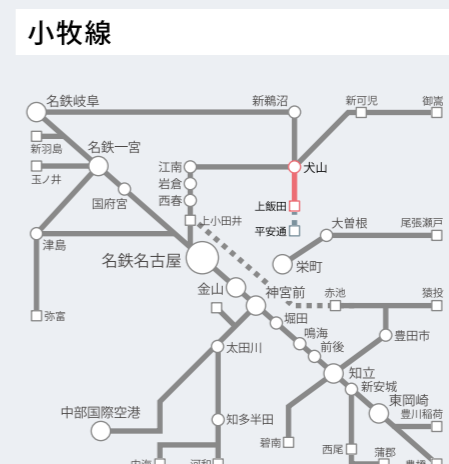 小牧線
名鉄岐阜
新鵜沼
新可児
御嵩
新羽島
名鉄一宮
玉ノ井
江南
犬山
岩倉
国府宮
西春
上飯田
上小田井
平安通
大曽根
尾張瀬戸
津島
名鉄名古屋
栄町
金山
神宮前
赤池
猿投
弥富
堀田
鳴海
豊田市
太田川
前後
知立
新安城
東岡崎
中部国際空港
知多半田
豊川稲荷
碧南
西尾
蒲郡